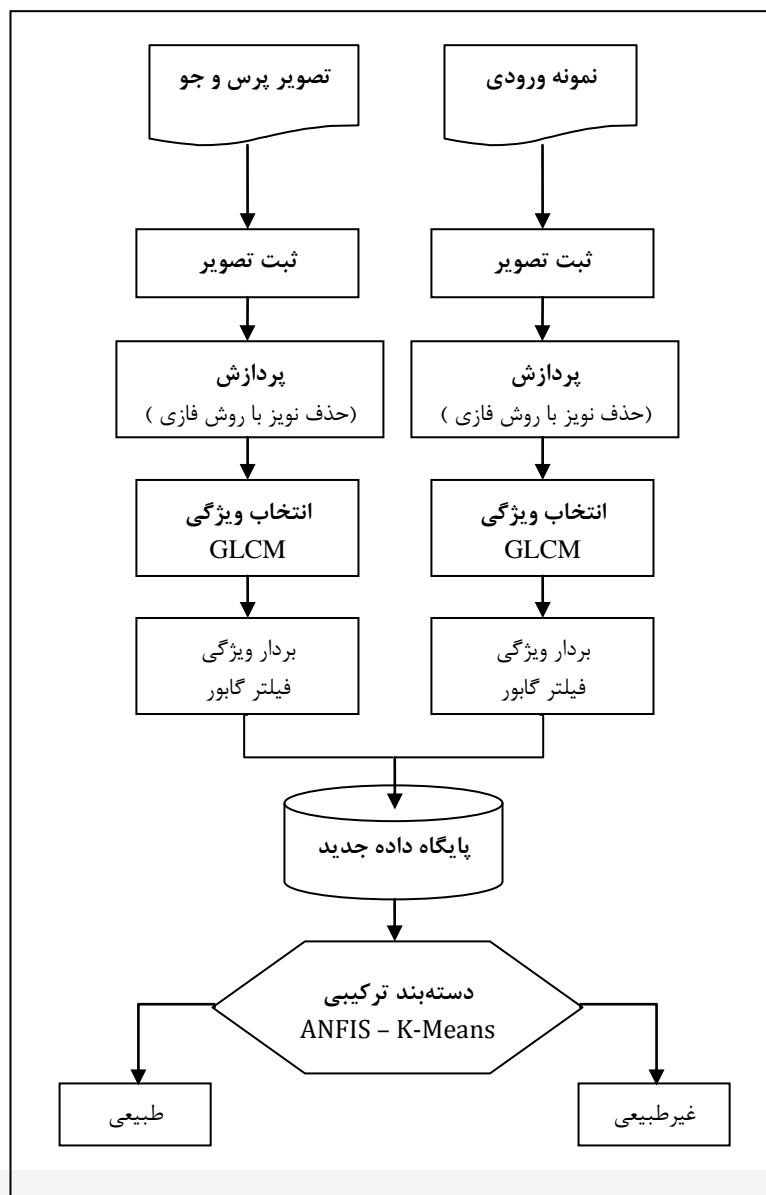 نمونه ورودی
تصویر پرس و جو
ثبت تصویر
ثبت تصویر
پردازش
(حذف نویز با روش فازی )
پردازش
(حذف نویز با روش فازی )
انتخاب ویژگی
GLCM
انتخاب ویژگی
GLCM
بردار ویژگی
فیلتر گابور
بردار ویژگی
فیلتر گابور
پایگاه داده جدید
دسته‌بند ترکیبی
ANFIS – K-Means
غیرطبیعی
طبیعی